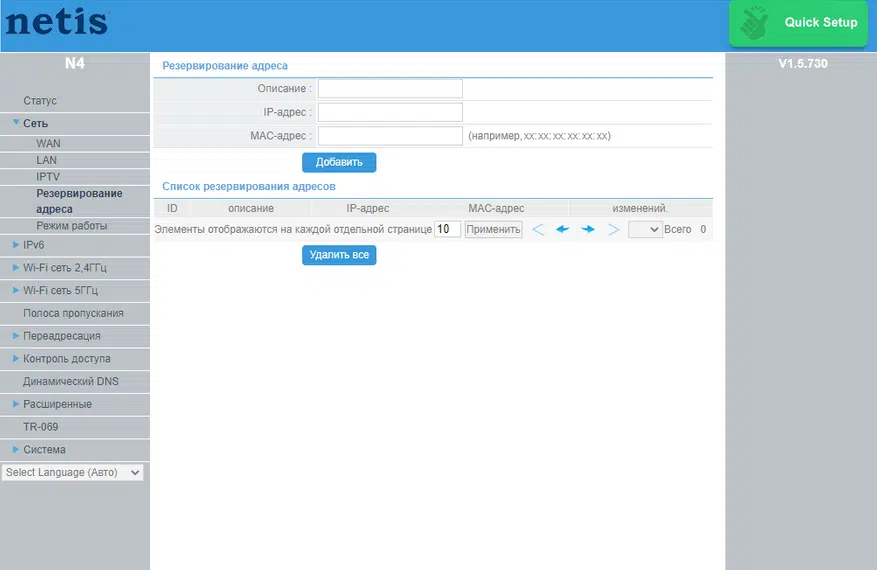 netis
Quick Setup
N4
V1.5.730
Статус
Сеть
WAN
LAN
IPTV
Резервирование
адреса
Режим работы
IPv6
Wi-Fi сеть 2,4ГГц
Wi-Fi сеть 5ГГц
Полоса пропускания
Переадресация
Контроль доступа
Динамический DNS
Расширенные
TR-069
Система
Select Language (Авто)
Резервирование адреса
Описание :
IP-адрес :
MAC-адрес : (например,xx:xx:xx:xx:xx:xx)
Добавить
Список резервирования адресов
ID описание IP-адрес MAC-адрес изменений.
Элементы отображаются на каждой отдельной странице 10 Применить Всего 0
Удалить все